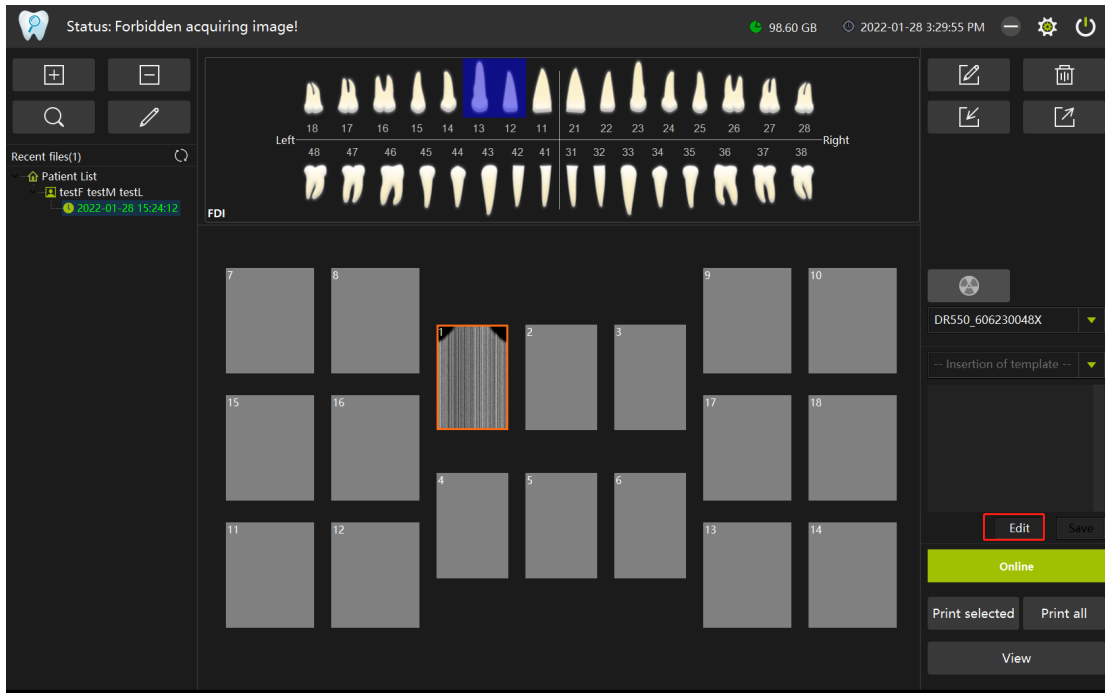 Status: Forbidden acquiring image!
98.60 GB
2022-01-28 3:29:55 PM
Recent files(1)
Patient List
testF testM testL
2022-01-28 15:24:12
18 17 16 15 14 13 12 11 21 22 23 24 25 26 27 28
Left Right
48 47 46 45 44 43 42 41 31 32 33 34 35 36 37 38
FDI
7 8 9 10
1 2 3
15 16 17 18
4 5 6
11 12 13 14
DR550_606230048X
-- Insertion of template --
Edit Save
Online
Print selected Print all
View